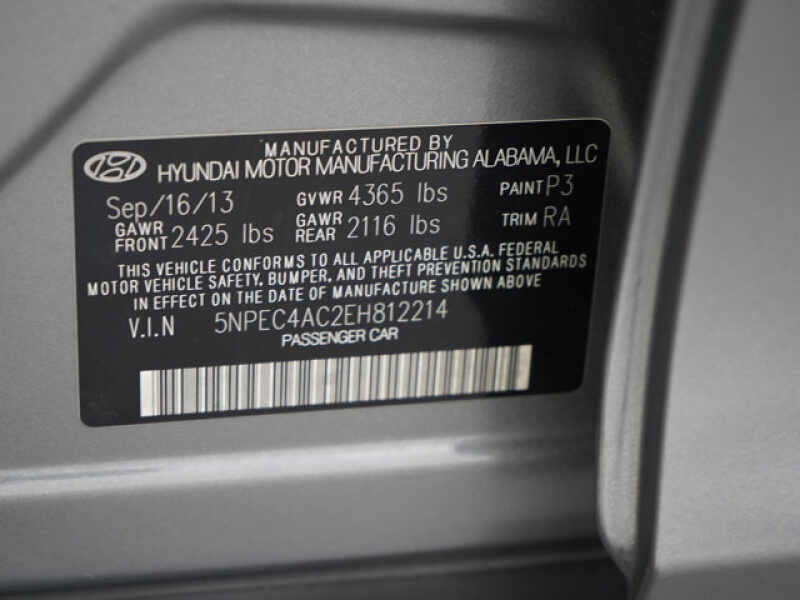 MANUFACTURED BY
HYUNDAI MOTOR MANUFACTURING ALABAMA, LLC
Sep/16/13 GVWR 4365 lbs PAINT P3
GAWR FRONT 2425 lbs GAWR REAR 2116 lbs TRIM RA
THIS VEHICLE CONFORMS TO ALL APPLICABLE U.S.A. FEDERAL
MOTOR VEHICLE SAFETY, BUMPER, AND THEFT PREVENTION STANDARDS
IN EFFECT ON THE DATE OF MANUFACTURE SHOWN ABOVE
V.I.N 5NPEC4AC2EH812214
PASSENGER CAR